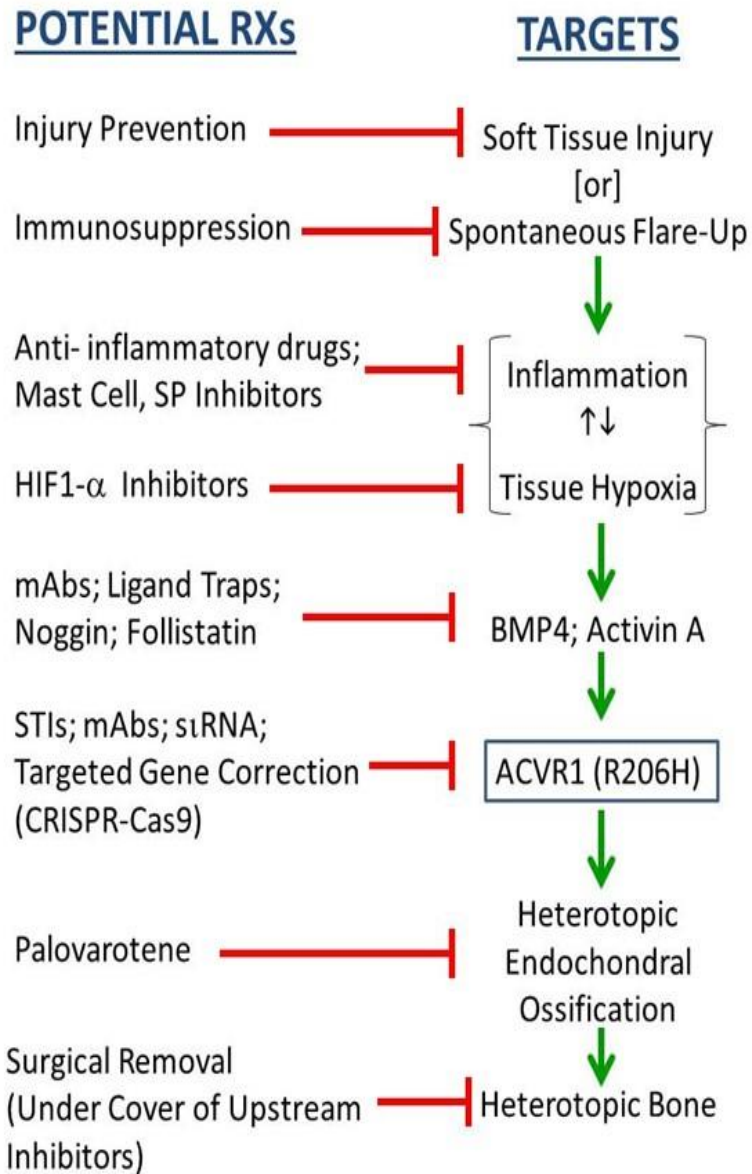 POTENTIAL RXs
TARGETS
Injury Prevention
Soft Tissue Injury
[or]
Immunosuppression
Spontaneous Flare-Up
Anti- inflammatory drugs;
Mast Cell, SP Inhibitors
Inflammation
↑↓
HIF1-α Inhibitors
Tissue Hypoxia
mAbs; Ligand Traps;
Noggin; Follistatin
BMP4; Activin A
STIs; mAbs; sιRNA;
Targeted Gene Correction
(CRISPR-Cas9)
ACVR1 (R206H)
Palovarotene
Heterotopic
Endochondral
Ossification
Surgical Removal
(Under Cover of Upstream
Inhibitors)
Heterotopic Bone